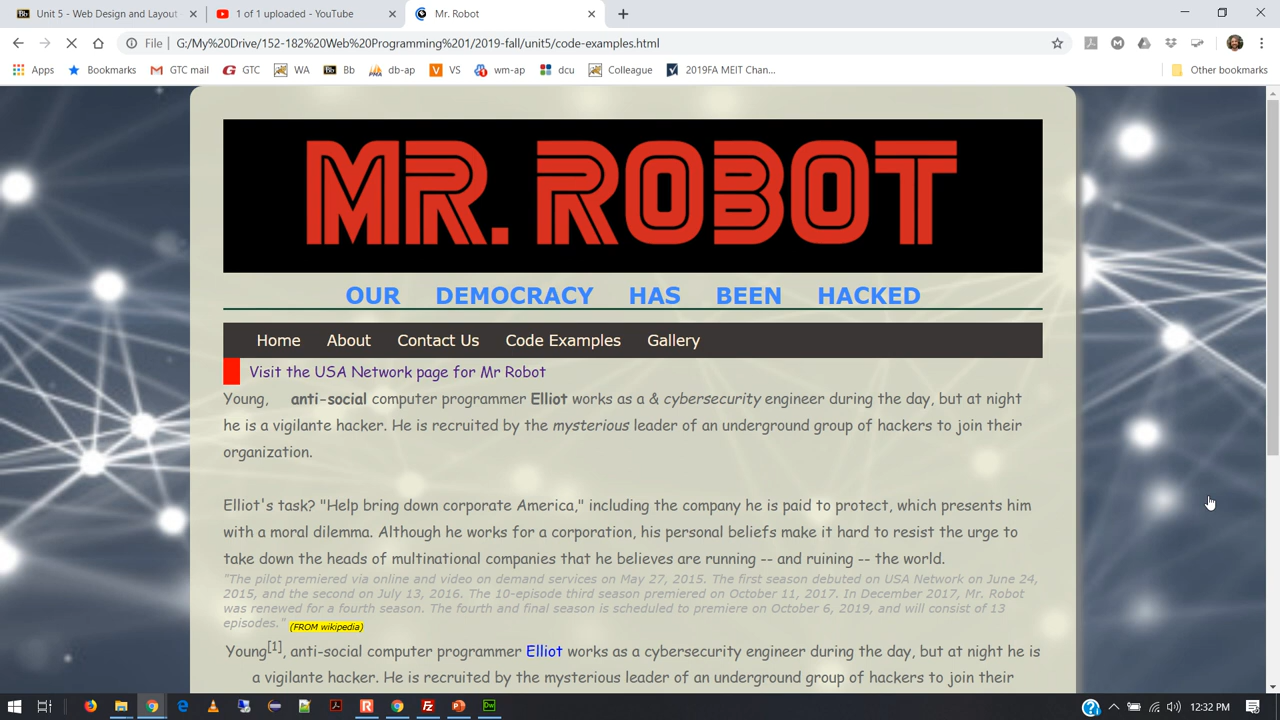 Unit 5 - Web Design and Layout
1 of 1 uploaded - YouTube
Mr. Robot
File
G:/My%20Drive/152-182%20Web%20Programming%201/2019-fall/unit5/code-examples.html
Apps
Bookmarks
GTC mail
GTC
WA
Bb
db-ap
VS
wm-ap
dcu
Colleague
2019FA MEIT Chan...
Other bookmarks
MR. ROBOT
OUR DEMOCRACY HAS BEEN HACKED
Home
About
Contact Us
Code Examples
Gallery
Visit the USA Network page for Mr Robot
Young, anti-social computer programmer Elliot works as a & cybersecurity engineer during the day, but at night
he is a vigilante hacker. He is recruited by the mysterious leader of an underground group of hackers to join their
organization.
Elliot's task? "Help bring down corporate America," including the company he is paid to protect, which presents him
with a moral dilemma. Although he works for a corporation, his personal beliefs make it hard to resist the urge to
take down the heads of multinational companies that he believes are running -- and ruining -- the world.
"The pilot premiered via online and video on demand services on May 27, 2015. The first season debuted on USA Network on June 24,
2015, and the second on July 13, 2016. The 10-episode third season premiered on October 11, 2017. In December 2017, Mr. Robot
was renewed for a fourth season. The fourth and final season is scheduled to premiere on October 6, 2019, and will consist of 13
episodes." (FROM wikipedia)
Young[1], anti-social computer programmer Elliot works as a cybersecurity engineer during the day, but at night he is
a vigilante hacker. He is recruited by the mysterious leader of an underground group of hackers to join their
12:32 PM